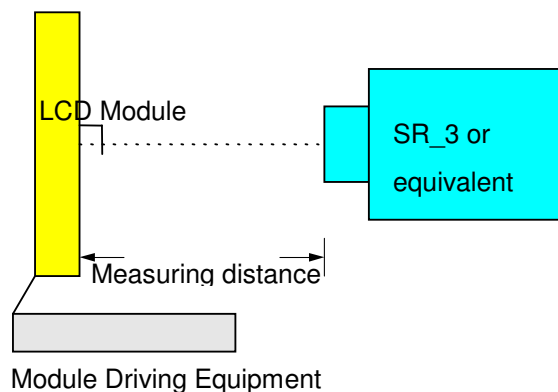 LCD Module
SR_3 or
equivalent
Measuring distance
Module Driving Equipment